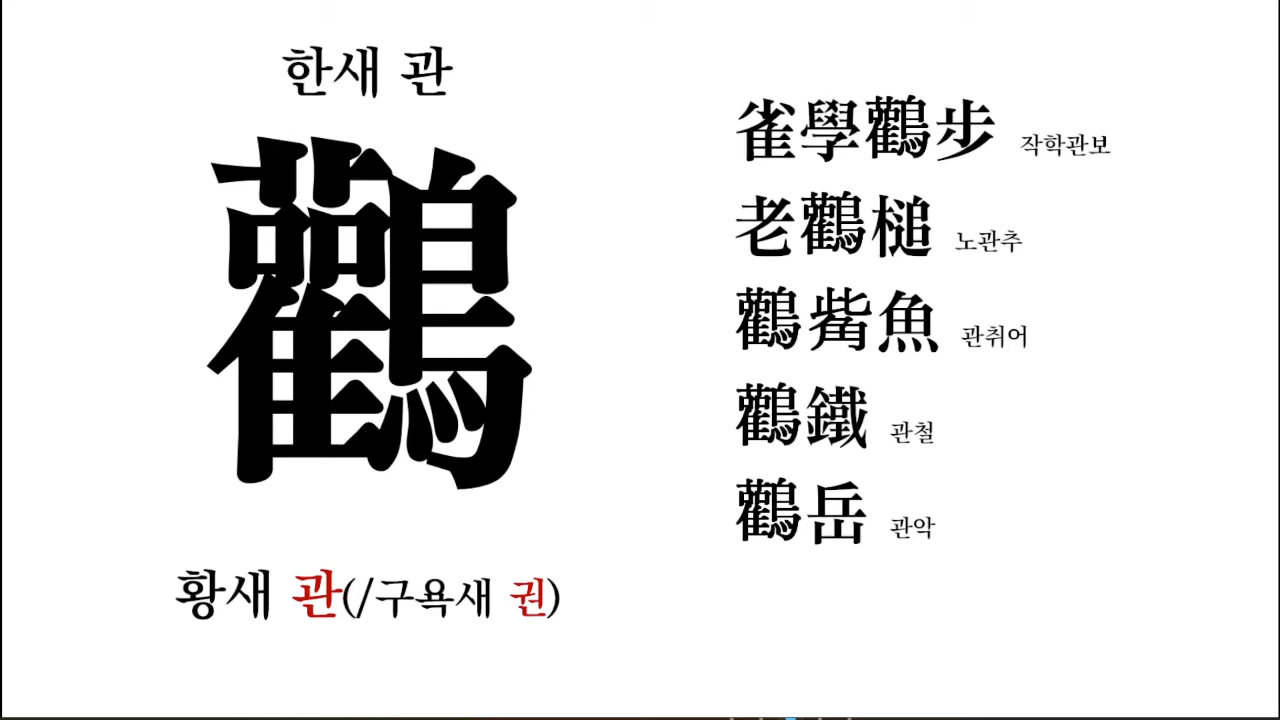 한새 관
鸛
황새 관(/구욕새 권)
雀學鸛步 작학관보
老鸛槌 노관추
鸛觜魚 관취어
鸛鐵 관철
鸛岳 관악